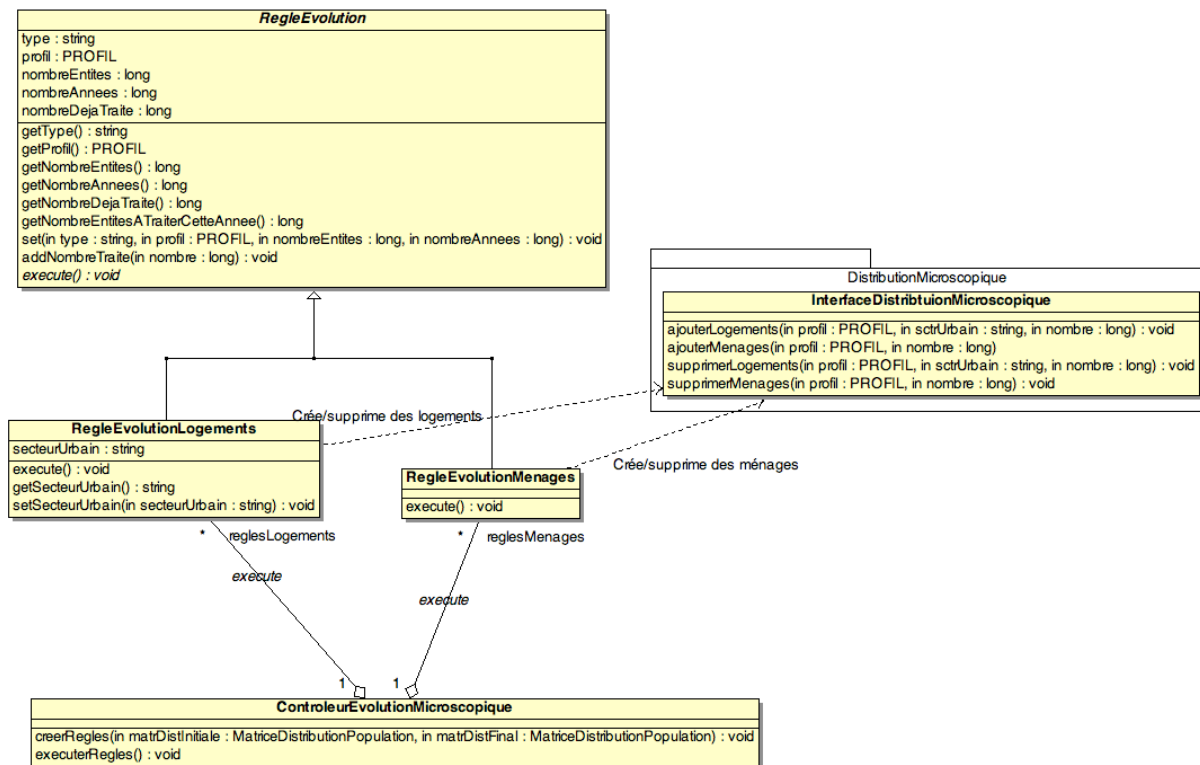 RegleEvolution
type : string
profil : PROFIL
nombreEntites : long
nombreAnnees : long
nombreDejaTraite : long
getType() : string
getProfil() : PROFIL
getNombreEntites() : long
getNombreAnnees() : long
getNombreDejaTraite() : long
getNombreEntitesATraiterCetteAnnee() : long
set(in type : string, in profil : PROFIL, in nombreEntites : long, in nombreAnnees : long) : void
addNombreTraite(in nombre : long) : void
execute() : void
DistributionMicroscopique
InterfaceDistribtuionMicroscopique
ajouterLogements(in profil : PROFIL, in sctrUrbain : string, in nombre : long) : void
ajouterMenages(in profil : PROFIL, in nombre : long)
supprimerLogements(in profil : PROFIL, in sctrUrbain : string, in nombre : long) : void
supprimerMenages(in profil : PROFIL, in nombre : long) : void
Crée/supprime des logements
RegleEvolutionLogements
secteurUrbain : string
execute() : void
getSecteurUrbain() : string
setSecteurUrbain(in secteurUrbain : string) : void
Crée/supprime des ménages
RegleEvolutionMenages
execute() : void
* reglesLogements
* reglesMenages
execute
execute
1
1
ControleurEvolutionMicroscopique
creerRegles(in matrDistInitiale : MatriceDistributionPopulation, in matrDistFinal : MatriceDistributionPopulation) : void
executerRegles() : void